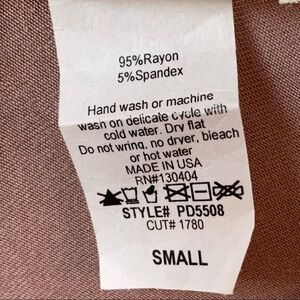 95%Rayon
5%Spandex
Hand wash or machine
wash on delicate cycle with
cold water. Dry flat
Do not wring, no dryer, bleach
or hot water
MADE IN USA
RN#130404
STYLE# PD5508
CUT# 1780
SMALL